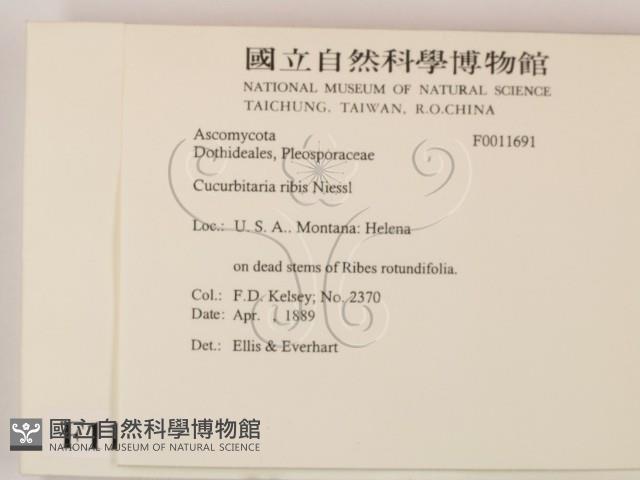 國立自然科學博物館
NATIONAL MUSEUM OF NATURAL SCIENCE
TAICHUNG, TAIWAN, R.O.CHINA
Ascomycota
F0011691
Dothideales, Pleosporaceae
Cucurbitaria ribis Niessl
Loc.: U. S. A.. Montana: Helena
on dead stems of Ribes rotundifolia.
Col.: F.D. Kelsey; No. 2370
Date: Apr. , 1889
Det.: Ellis & Everhart
國立自然科學博物館
NATIONAL MUSEUM OF NATURAL SCIENCE